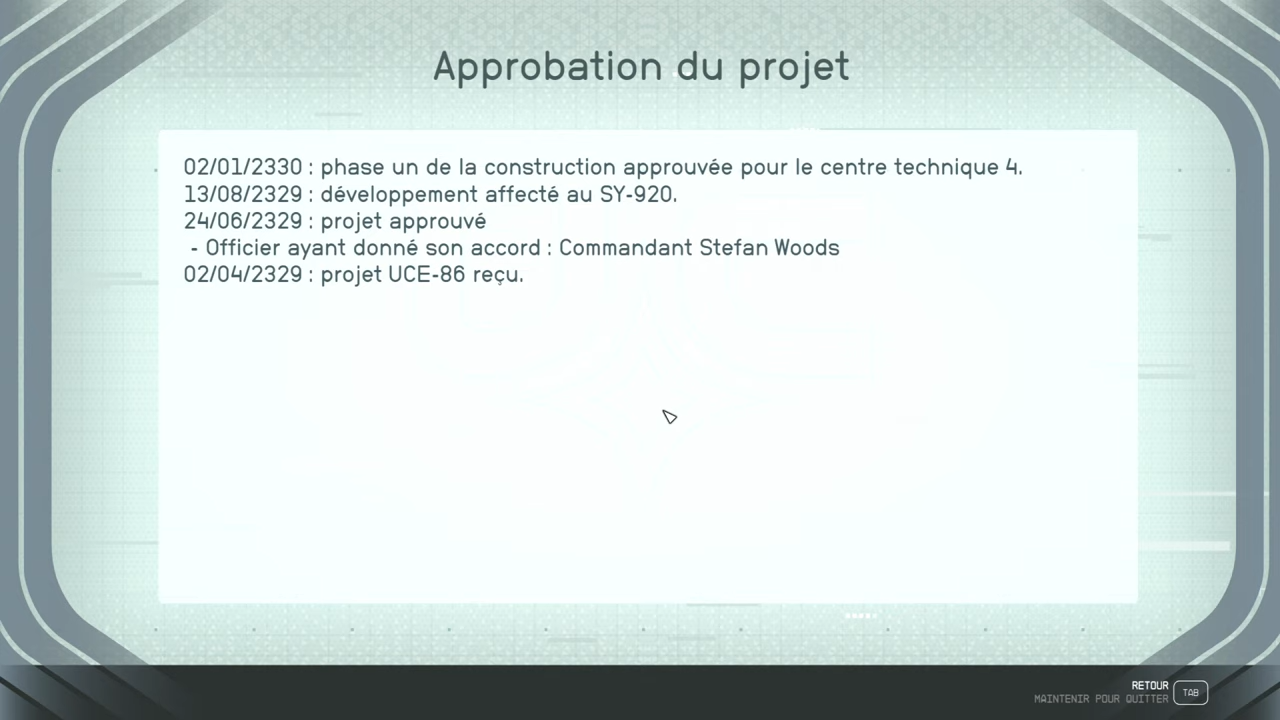 Approbation du projet
02/01/2330 : phase un de la construction approuvée pour le centre technique 4.
13/08/2329 : développement affecté au SY-920.
24/06/2329 : projet approuvé
- Officier ayant donné son accord : Commandant Stefan Woods
02/04/2329 : projet UCE-86 reçu.
RETOUR
MAINTENIR POUR QUITTER
TAB